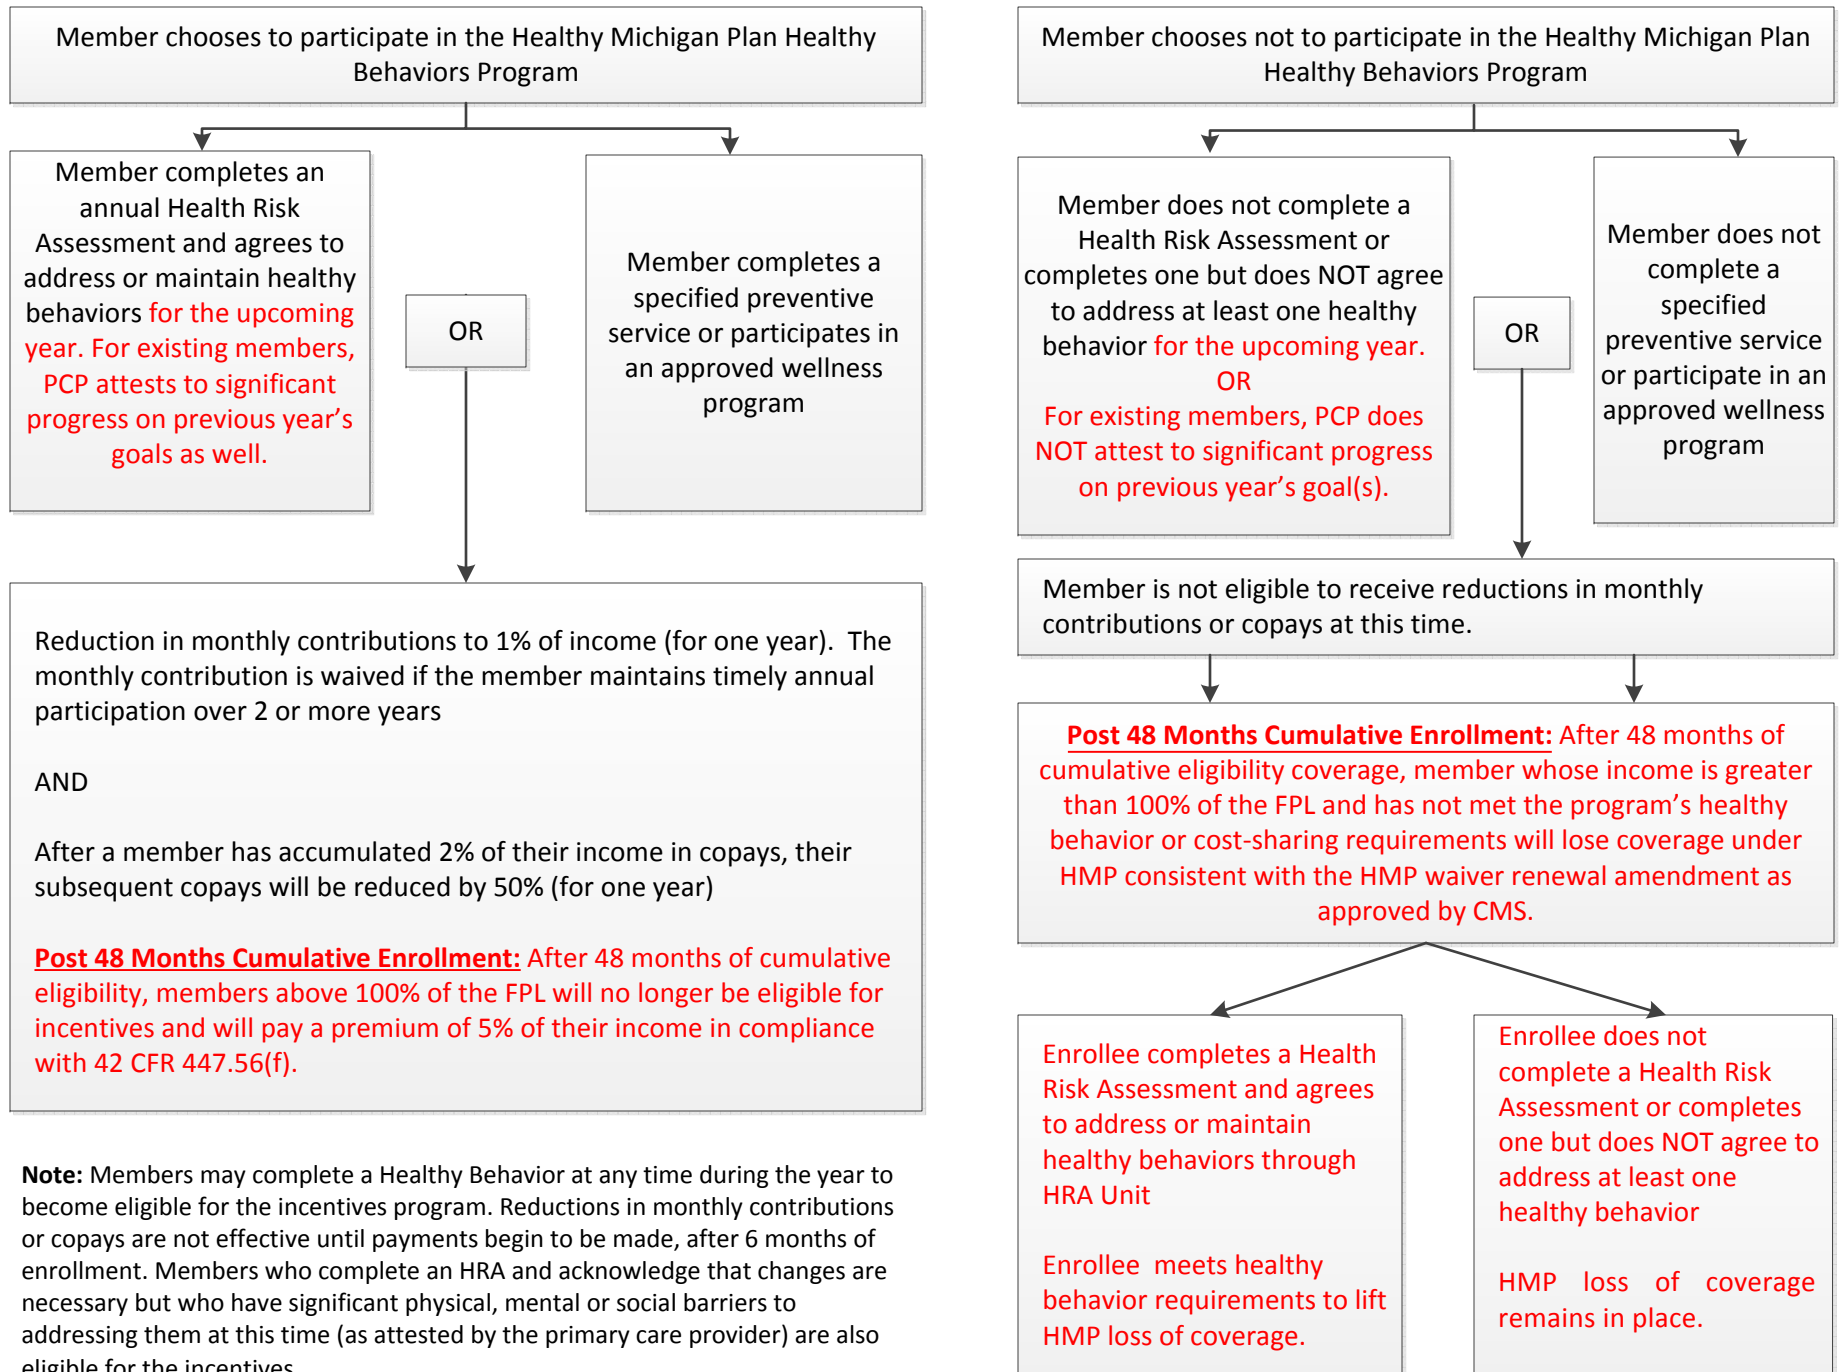 Member chooses to participate in the Healthy Michigan Plan Healthy
Behaviors Program
Member completes an
annual Health Risk
Assessment and agrees to
address or maintain healthy
behaviors for the upcoming
year. For existing members,
PCP attests to significant
progress on previous year’s
goals as well.
OR
Member completes a
specified preventive
service or participates in
an approved wellness
program
Reduction in monthly contributions to 1% of income (for one year).  The
monthly contribution is waived if the member maintains timely annual
participation over 2 or more years
AND
After a member has accumulated 2% of their income in copays, their
subsequent copays will be reduced by 50% (for one year)
Post 48 Months Cumulative Enrollment: After 48 months of cumulative
eligibility, members above 100% of the FPL will no longer be eligible for
incentives and will pay a premium of 5% of their income in compliance
with 42 CFR 447.56(f).
Note: Members may complete a Healthy Behavior at any time during the year to
become eligible for the incentives program. Reductions in monthly contributions
or copays are not effective until payments begin to be made, after 6 months of
enrollment. Members who complete an HRA and acknowledge that changes are
necessary but who have significant physical, mental or social barriers to
addressing them at this time (as attested by the primary care provider) are also
eligible for the incentives
Member chooses not to participate in the Healthy Michigan Plan
Healthy Behaviors Program
Member does not complete a
Health Risk Assessment or
completes one but does NOT agree
to address at least one healthy
behavior for the upcoming year.
OR
For existing members, PCP does
NOT attest to significant progress
on previous year’s goal(s).
OR
Member does not
complete a
specified
preventive service
or participate in an
approved wellness
program
Member is not eligible to receive reductions in monthly
contributions or copays at this time.
Post 48 Months Cumulative Enrollment: After 48 months of
cumulative eligibility coverage, member whose income is greater
than 100% of the FPL and has not met the program’s healthy
behavior or cost-sharing requirements will lose coverage under
HMP consistent with the HMP waiver renewal amendment as
approved by CMS.
Enrollee completes a Health
Risk Assessment and agrees
to address or maintain
healthy behaviors through
HRA Unit
Enrollee  meets healthy
behavior requirements to lift
HMP loss of coverage.
Enrollee does not
complete a Health Risk
Assessment or completes
one but does NOT agree to
address at least one
healthy behavior
HMP loss of coverage
remains in place.